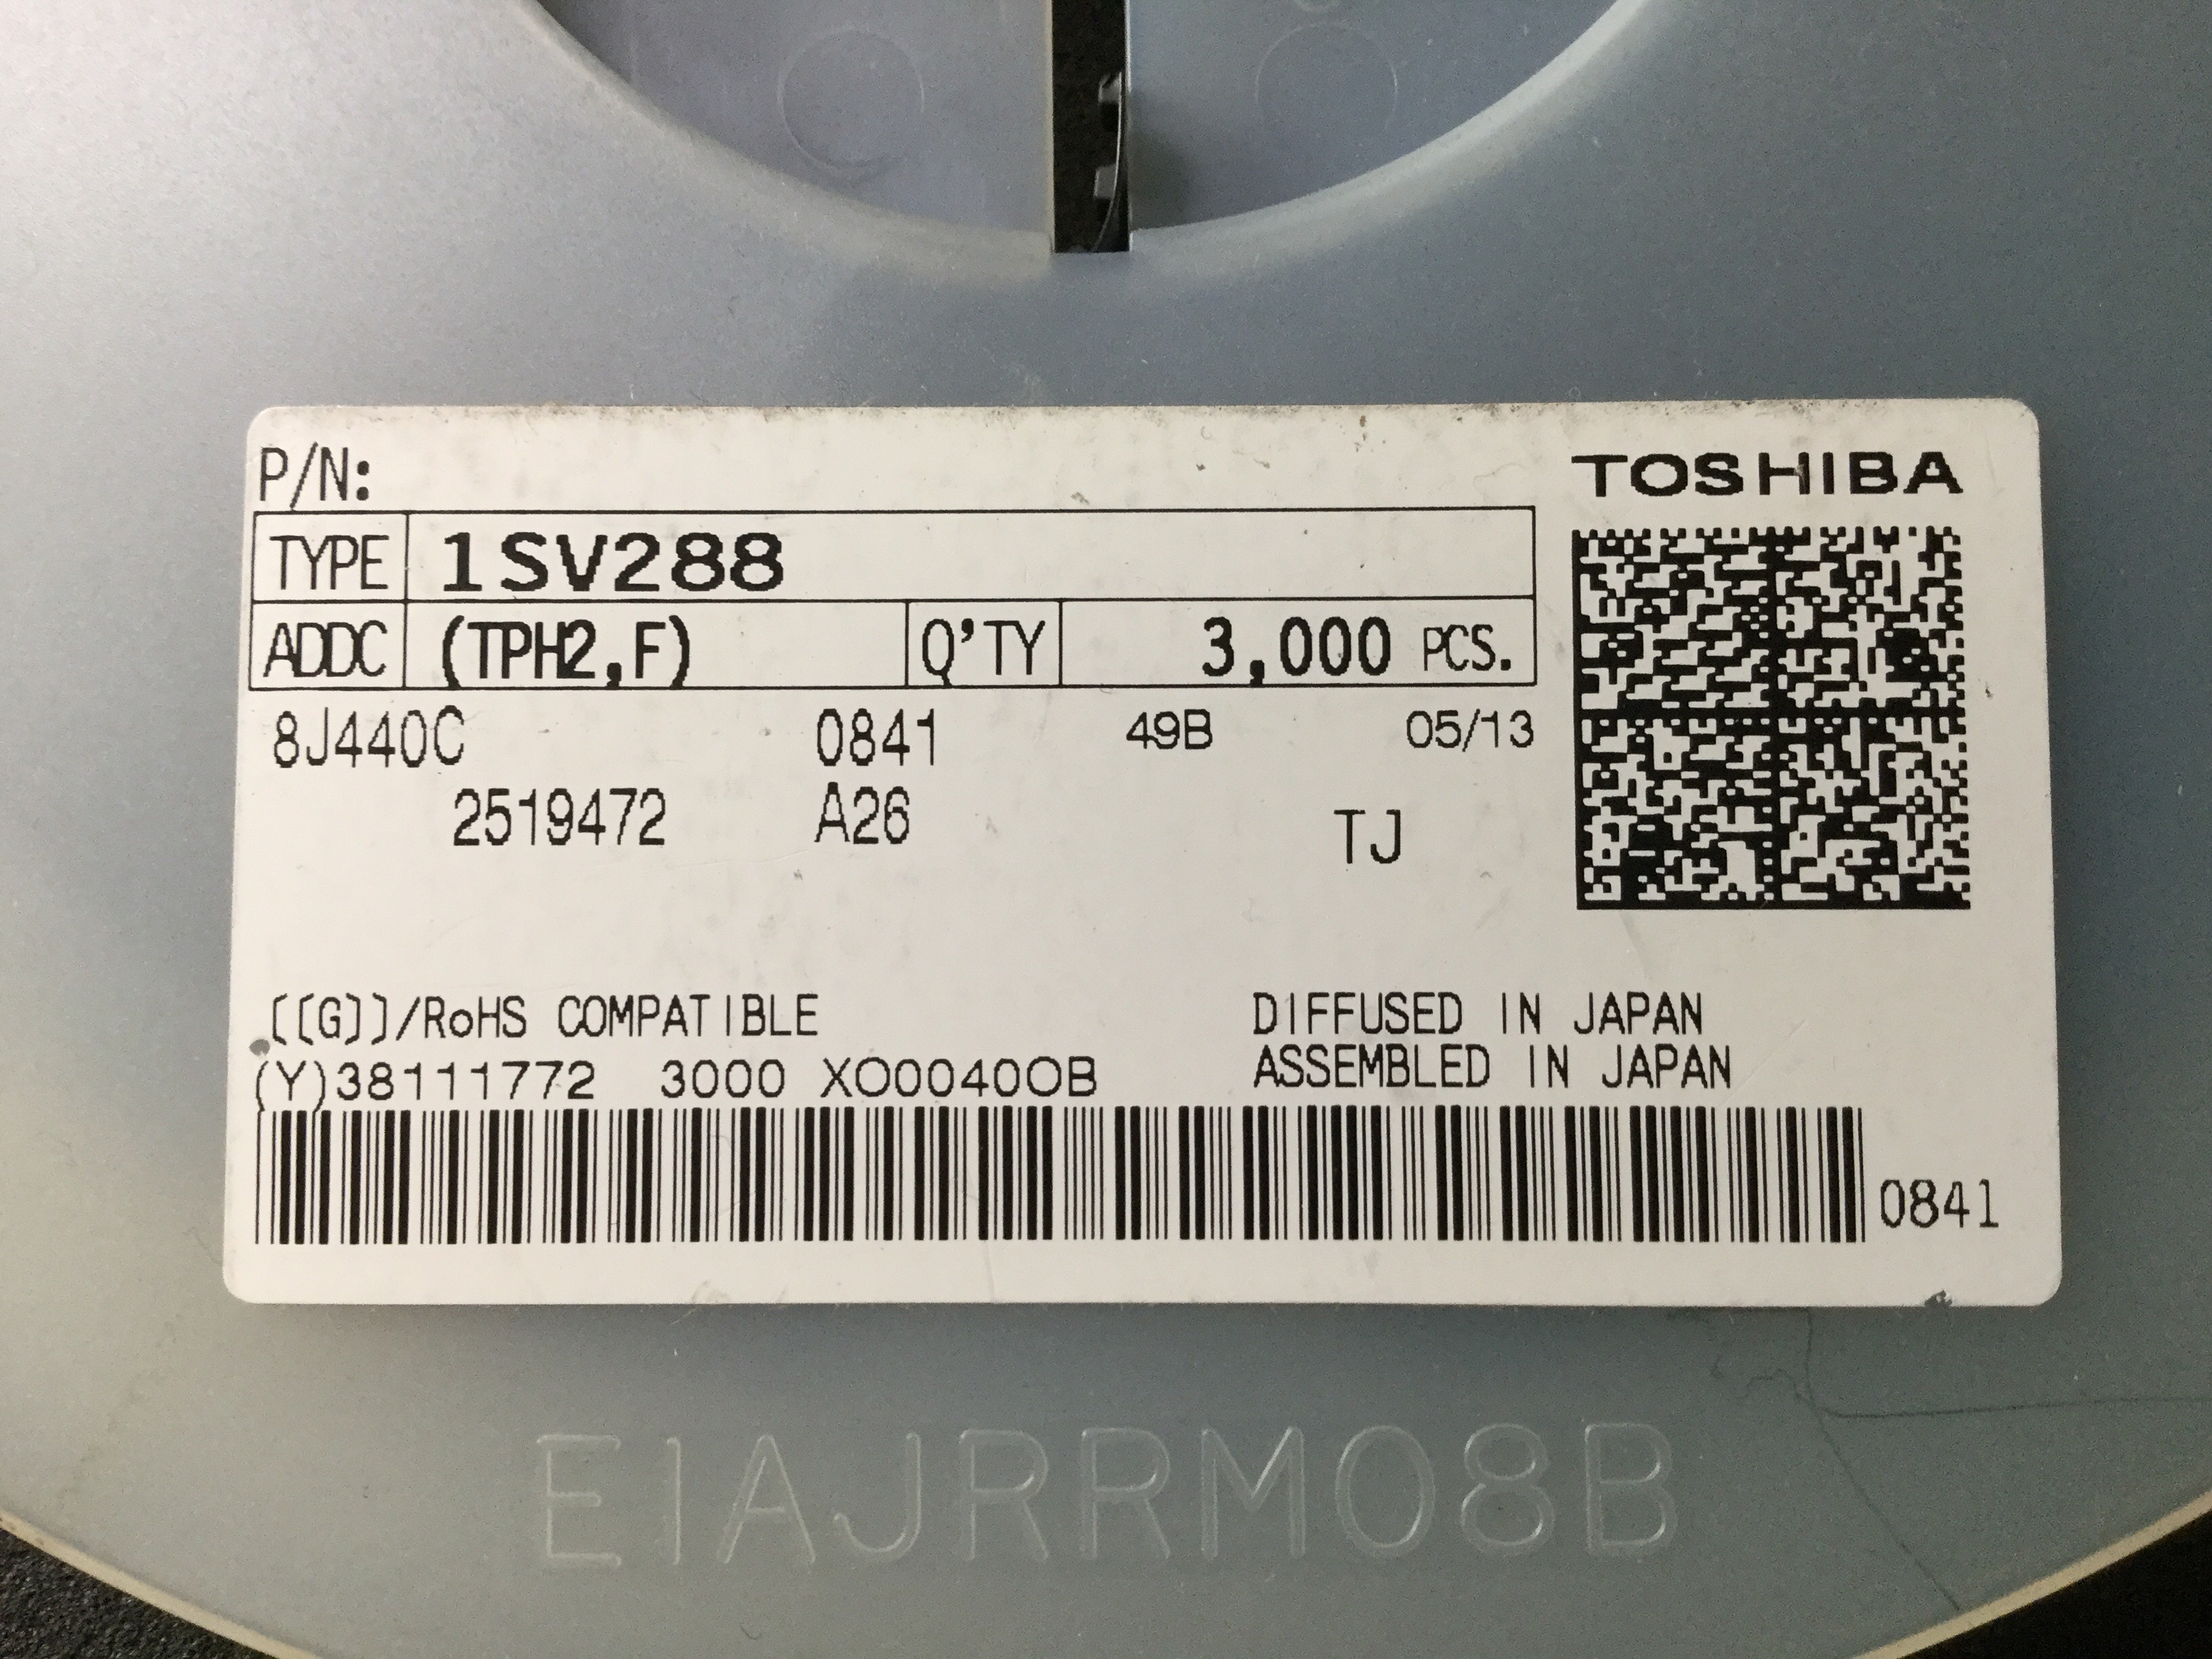 P/N:
TOSHIBA
TYPE 1SV288
ADDC (TPH2,F) Q'TY 3,000 PCS.
8J440C 0841 49B 05/13
2519472 A26 TJ
[[G]]/RoHS COMPATIBLE
DIFFUSED IN JAPAN
(Y)38111772 3000 XO00400B
ASSEMBLED IN JAPAN
0841
EIAJRRM08B